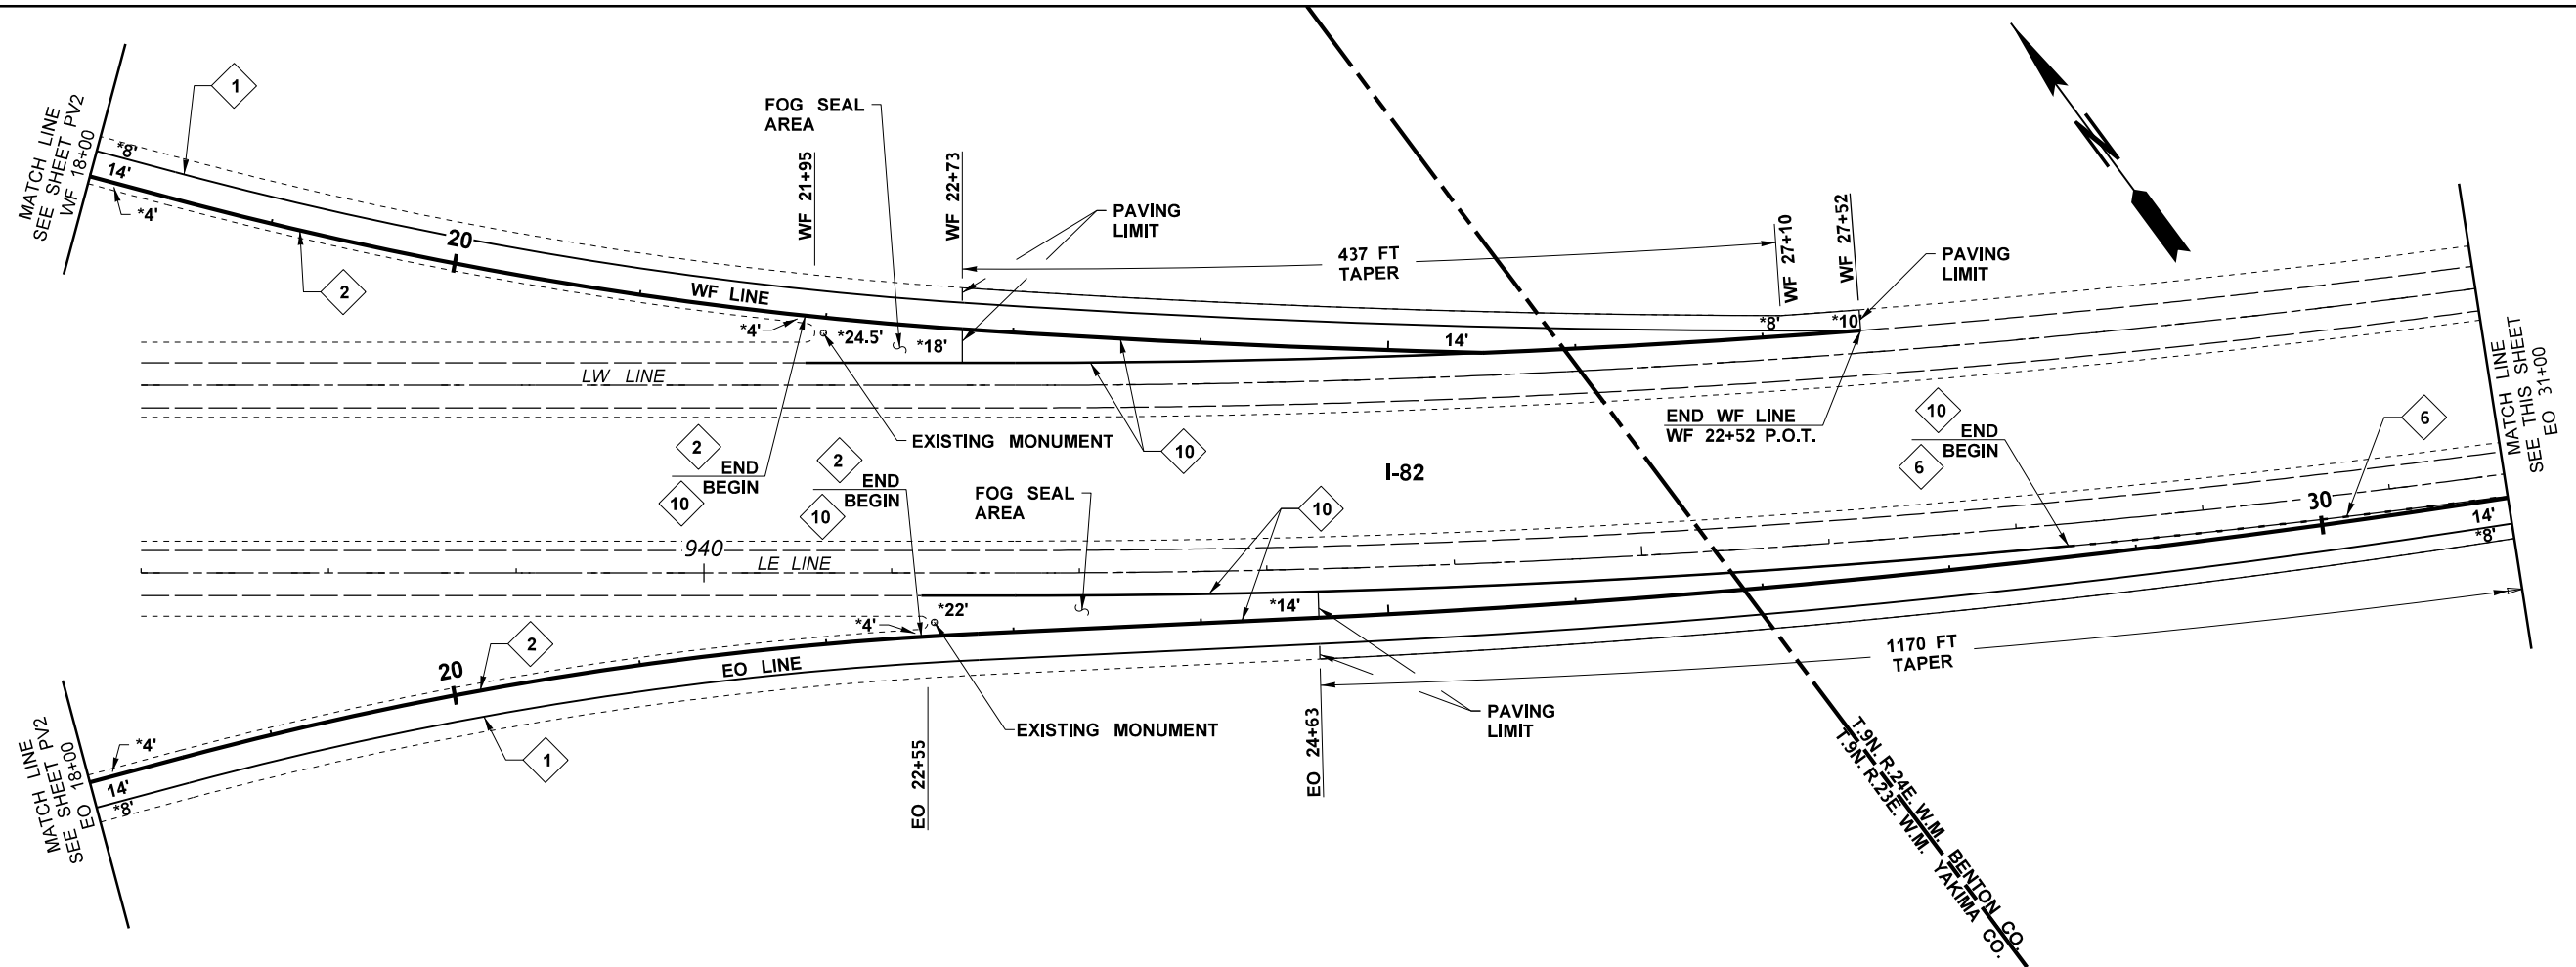 MATCH LINE
SEE SHEET PV2
WF 18+00
1
*8'
14'
*4'
2
20
WF LINE
FOG SEAL
AREA
WF 21+95
WF 22+73
PAVING
LIMIT
437 FT
TAPER
WF 27+10
WF 27+52
PAVING
LIMIT
*4'
*24.5'
*18'
14'
*8'
*10
LW LINE
EXISTING MONUMENT
10
2
END
BEGIN
10
2
END
BEGIN
10
FOG SEAL
AREA
10
I-82
END WF LINE
WF 22+52 P.O.T.
10
END
BEGIN
6
6
N
MATCH LINE
SEE THIS SHEET
EO 31+00
30
14'
*8'
940
LE LINE
*22'
*4'
*14'
2
20
EO LINE
1
*4'
14'
*8'
MATCH LINE
SEE SHEET PV2
EO 18+00
EXISTING MONUMENT
EO 22+55
EO 24+63
PAVING
LIMIT
1170 FT
TAPER
T.9N. R.24E. W.M. BENTON CO.
T.9N. R.23E. W.M. YAKIMA CO.